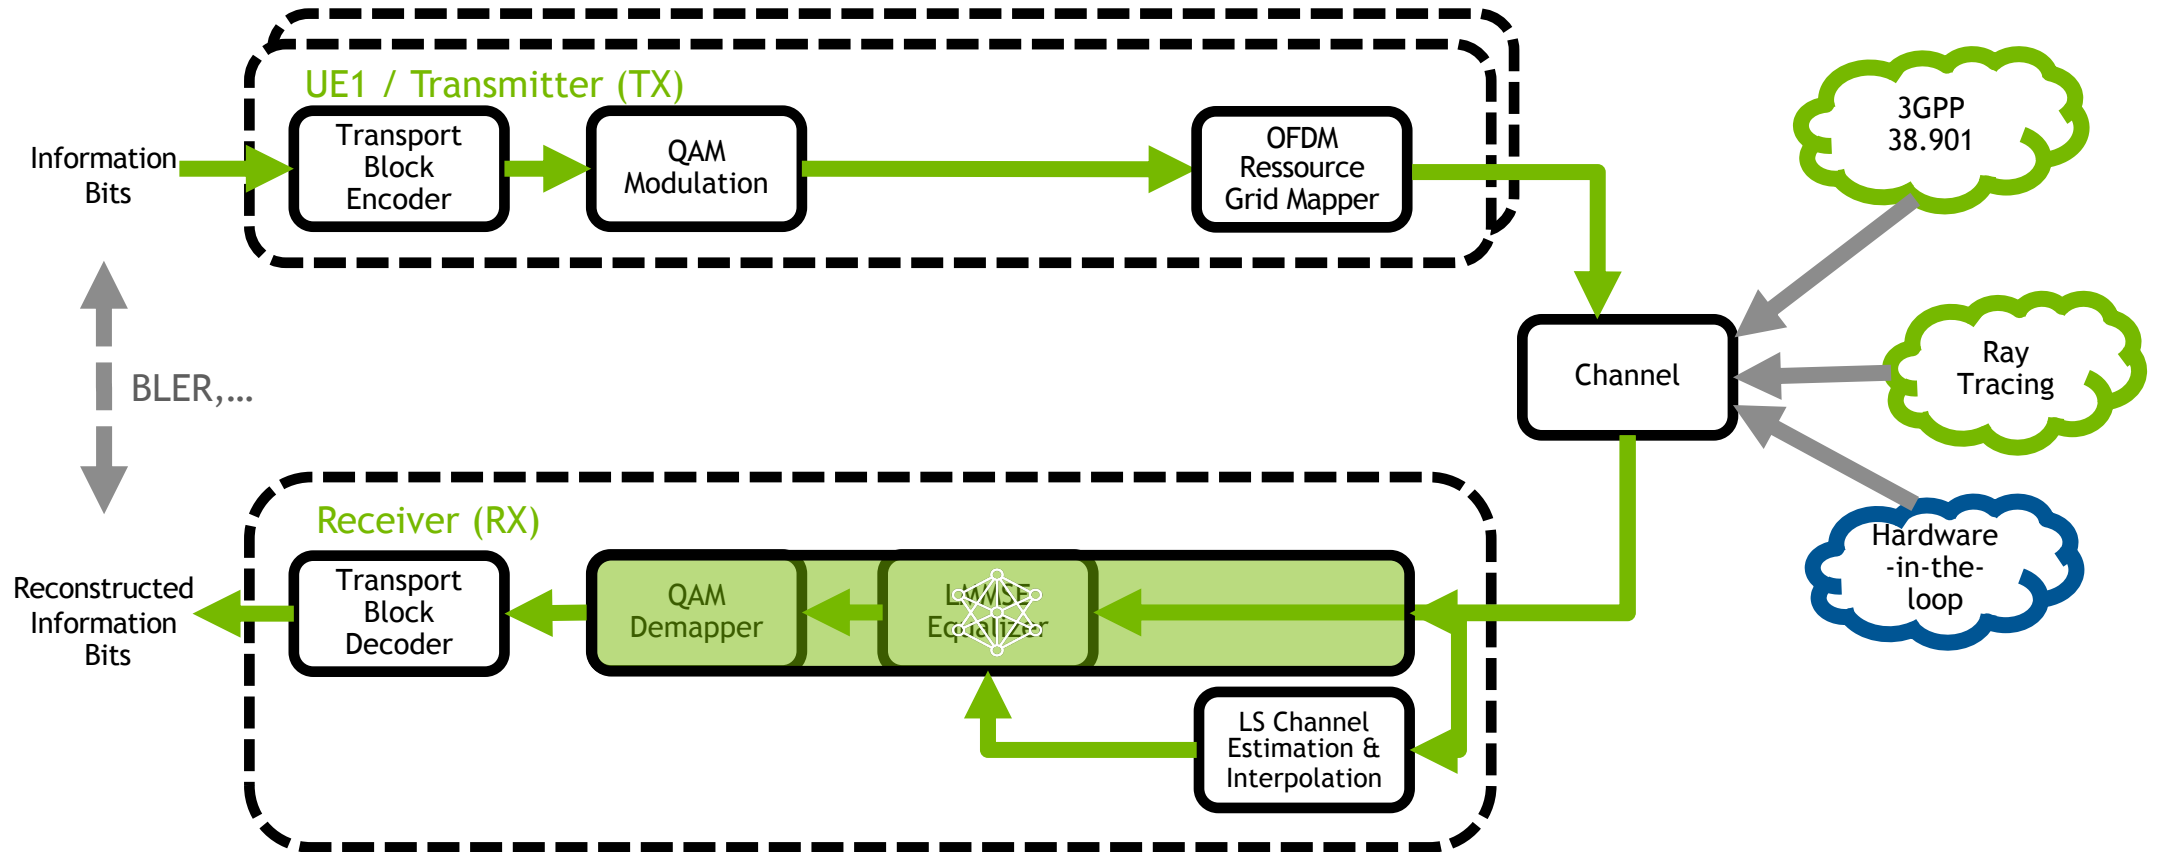 UE1 / Transmitter (TX)
Information
Bits
Transport
Block
Encoder
QAM
Modulation
OFDM
Ressource
Grid Mapper
3GPP
38.901
Channel
Ray
Tracing
Hardware
-in-the-
loop
BLER,...
Receiver (RX)
Reconstructed
Information
Bits
Transport
Block
Decoder
QAM
Demapper
LMMSE
Equalizer
LS Channel
Estimation &
Interpolation